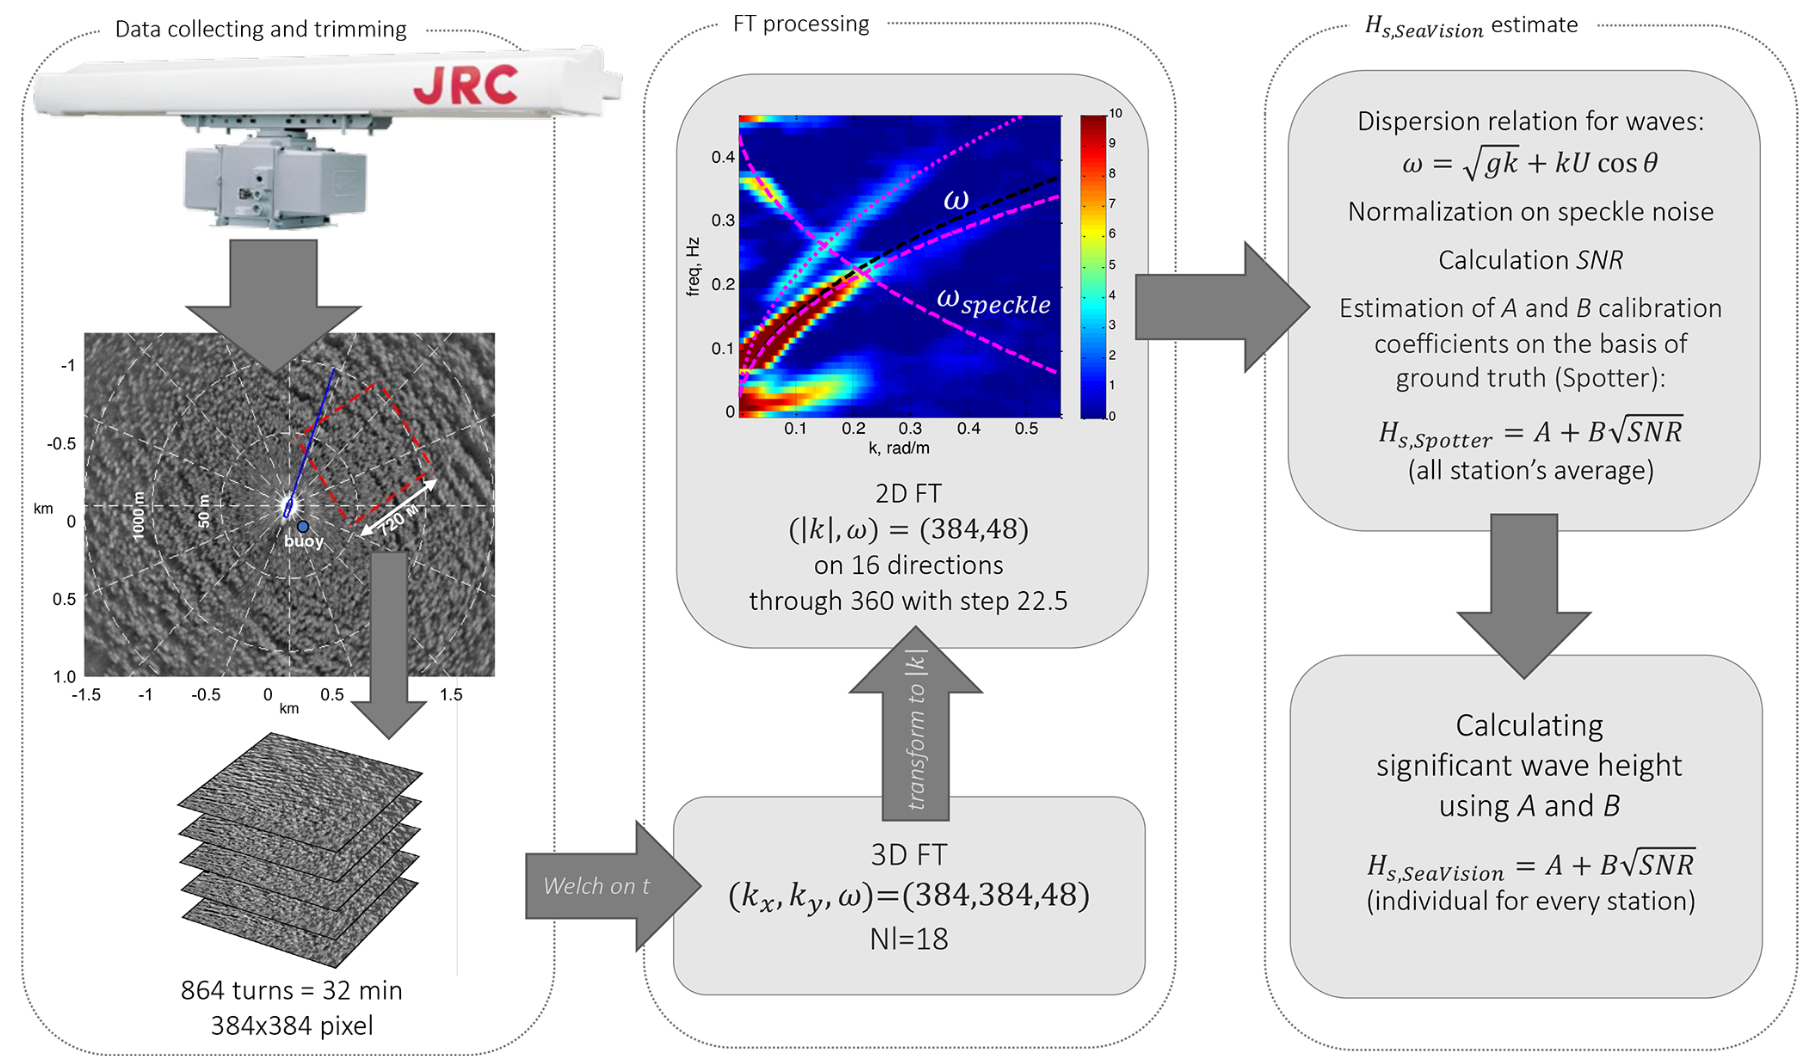 Data collecting and trimming
JRC
-1
-0.5
km
0
0.5
1.0
-1.5
-1
-0.5
0
0.5
1.5
km
1000 m
50 m
buoy
720 м
864 turns = 32 min
384x384 pixel
Welch on t
FT processing
freq, Hz
0.4
0.3
0.2
0.1
0
0.1
0.2
0.3
0.4
0.5
k, rad/m
ω
ω_speckle
10
9
8
7
6
5
4
3
2
1
0
2D FT
(|k|, ω) = (384,48)
on 16 directions
through 360 with step 22.5
transform to |k|
3D FT
(k_x, k_y, ω)=(384,384,48)
Nl=18
H_{s,SeaVision} estimate
Dispersion relation for waves:
ω = √gk + kU cos θ
Normalization on speckle noise
Calculation SNR
Estimation of A and B calibration
coefficients on the basis of
ground truth (Spotter):
H_{s,Spotter} = A + B√SNR
(all station's average)
Calculating
significant wave height
using A and B
H_{s,SeaVision} = A + B√SNR
(individual for every station)